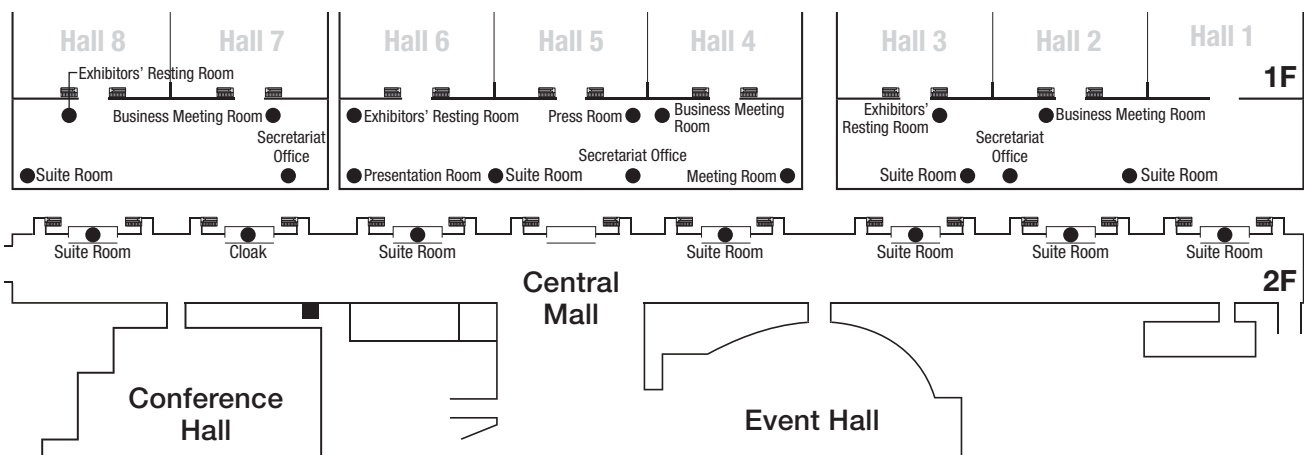 Hall 8
Hall 7
Hall 6
Hall 5
Hall 4
Hall 3
Hall 2
Hall 1
1F
Exhibitors' Resting Room
Business Meeting Room
Secretariat
Office
Suite Room
Exhibitors' Resting Room
Press Room
Business Meeting
Room
Presentation Room
Suite Room
Secretariat Office
Meeting Room
Exhibitors'
Resting Room
Business Meeting Room
Secretariat
Office
Suite Room
Suite Room
Suite Room
Cloak
Suite Room
Suite Room
Suite Room
Suite Room
Suite Room
2F
Central
Mall
Conference
Hall
Event Hall